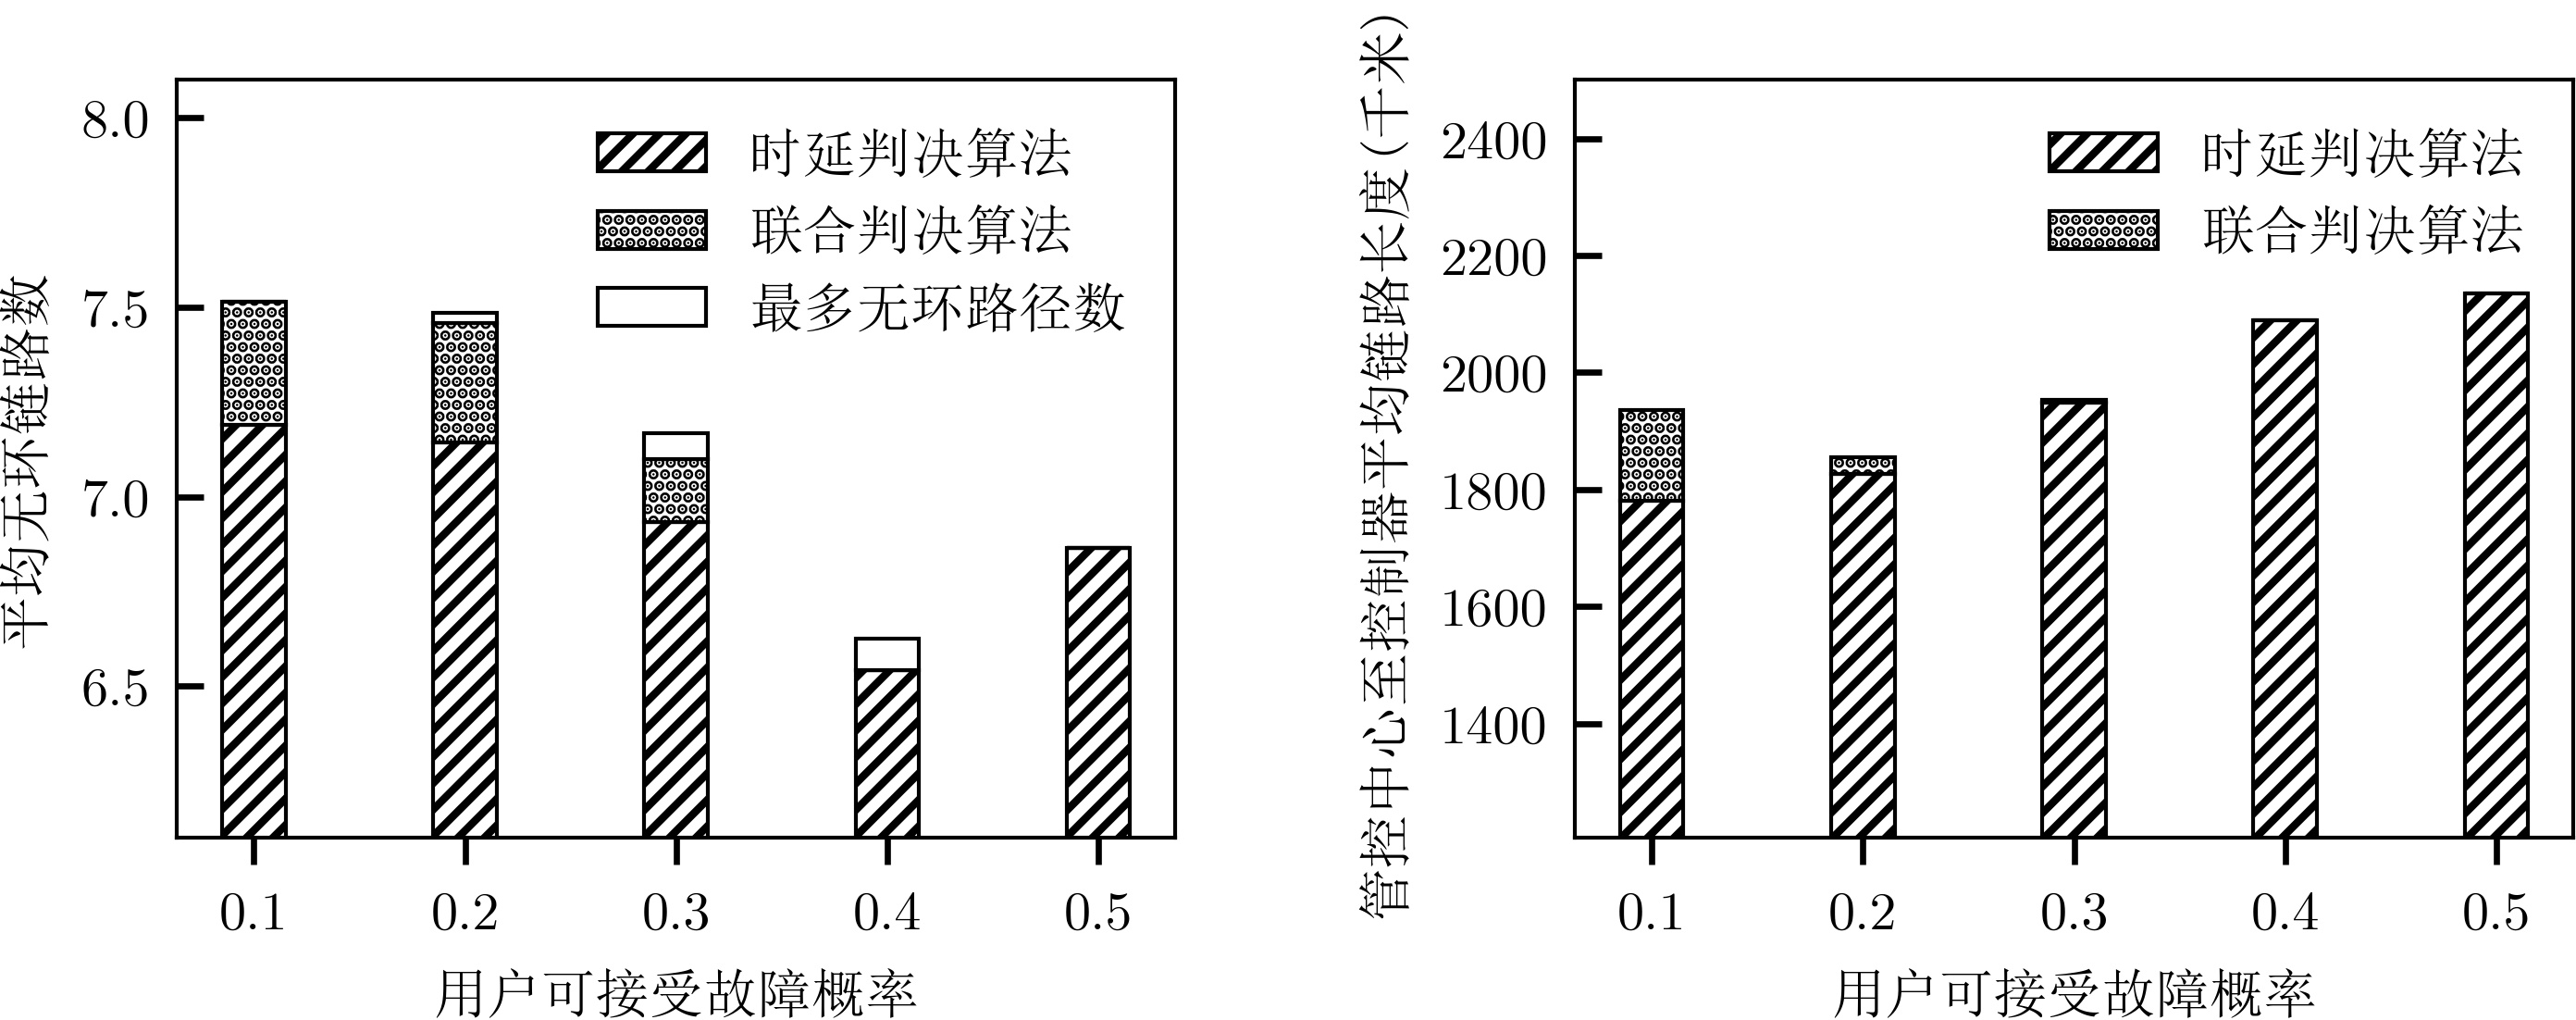 平均无环链路数
8.0
7.5
7.0
6.5
时延判决算法
联合判决算法
最多无环路径数
0.1 0.2 0.3 0.4 0.5
用户可接受故障概率
管控中心至控制器平均链路长度(千米)
2400
2200
2000
1800
1600
1400
时延判决算法
联合判决算法
0.1 0.2 0.3 0.4 0.5
用户可接受故障概率